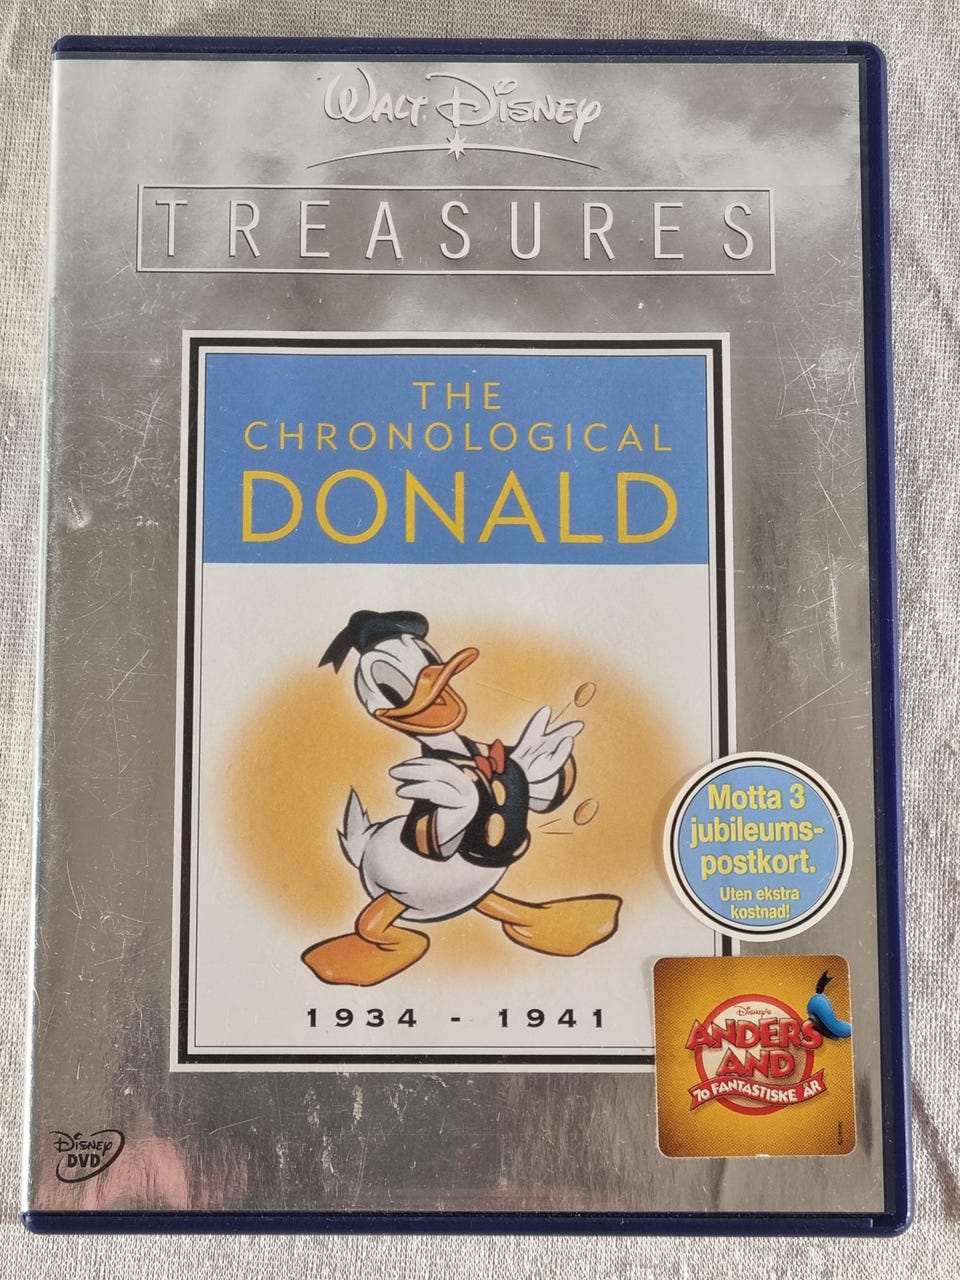 WALT DISNEY
TREASURES
THE
CHRONOLOGICAL
DONALD
Motta 3
jubileums-
postkort.
Uten ekstra
kostnad!
DISNEY'S
ANDERS
AND
70 FANTASTISKE ÅR
1934 - 1941
DISNEY
DVD